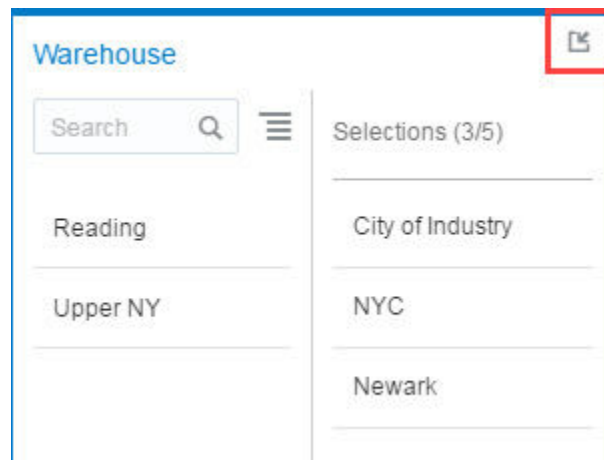 Warehouse
Search
Selections (3/5)
Reading
Upper NY
City of Industry
NYC
Newark